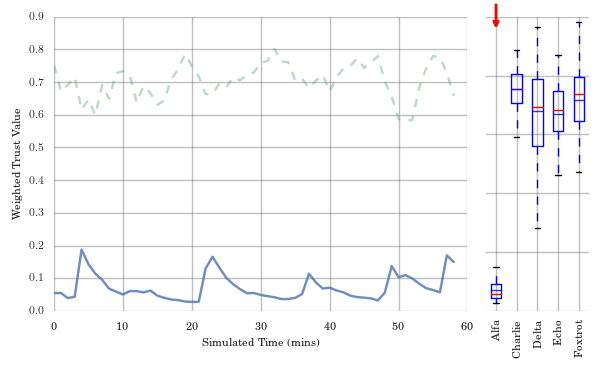 0.9
0.8
0.7
0.6
0.5
0.4
0.3
0.2
0.1
0.0
Weighted Trust Value
0 10 20 30 40 50 60
Simulated Time (mins)
Alfa
Charlie
Delta
Echo
Foxtrot